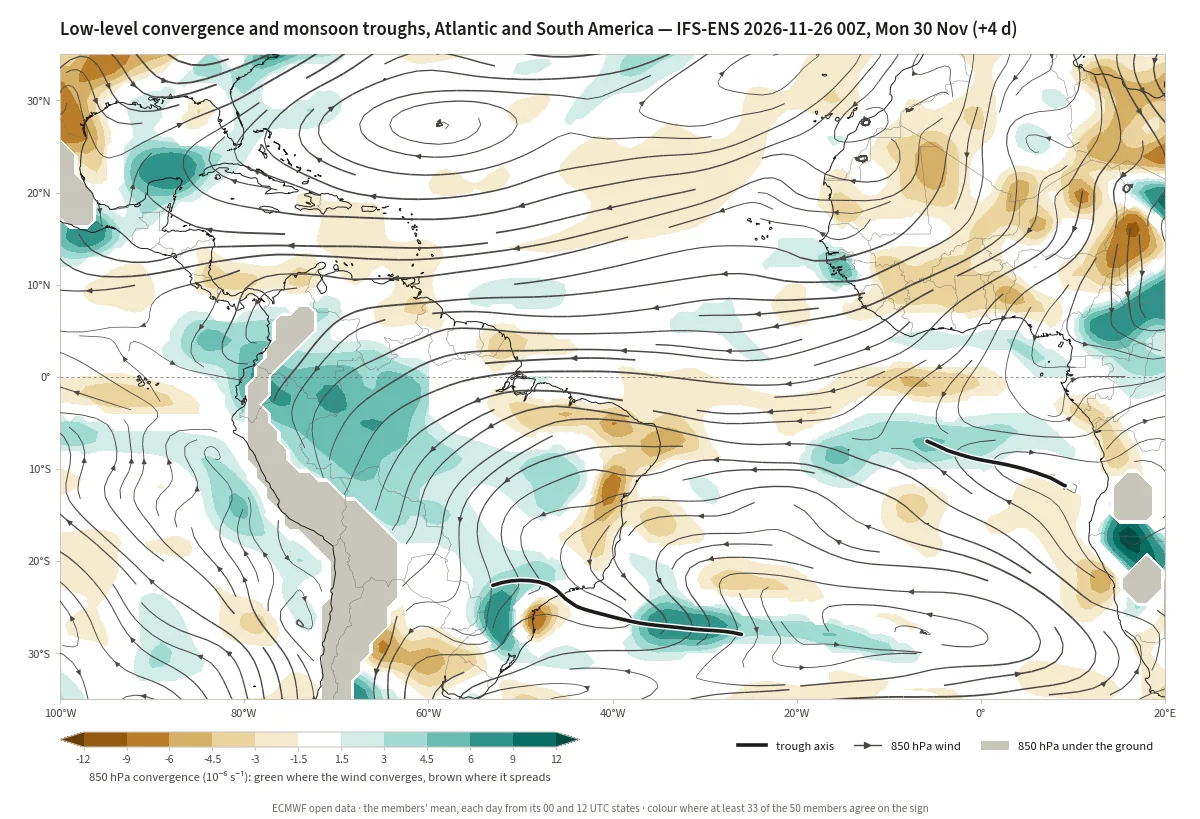 Low-level convergence and monsoon troughs, Atlantic and South America — IFS-ENS 2026-11-26 00Z, Mon 30 Nov (+4 d)
30°N
20°N
10°N
0°
10°S
20°S
30°S
100°W 80°W 60°W 40°W 20°W 0° 20°E
-12 -9 -6 -4.5 -3 -1.5 1.5 3 4.5 6 9 12
850 hPa convergence (10⁻⁶ s⁻¹): green where the wind converges, brown where it spreads
trough axis 850 hPa wind 850 hPa under the ground
ECMWF open data · the members' mean, each day from its 00 and 12 UTC states · colour where at least 33 of the 50 members agree on the sign